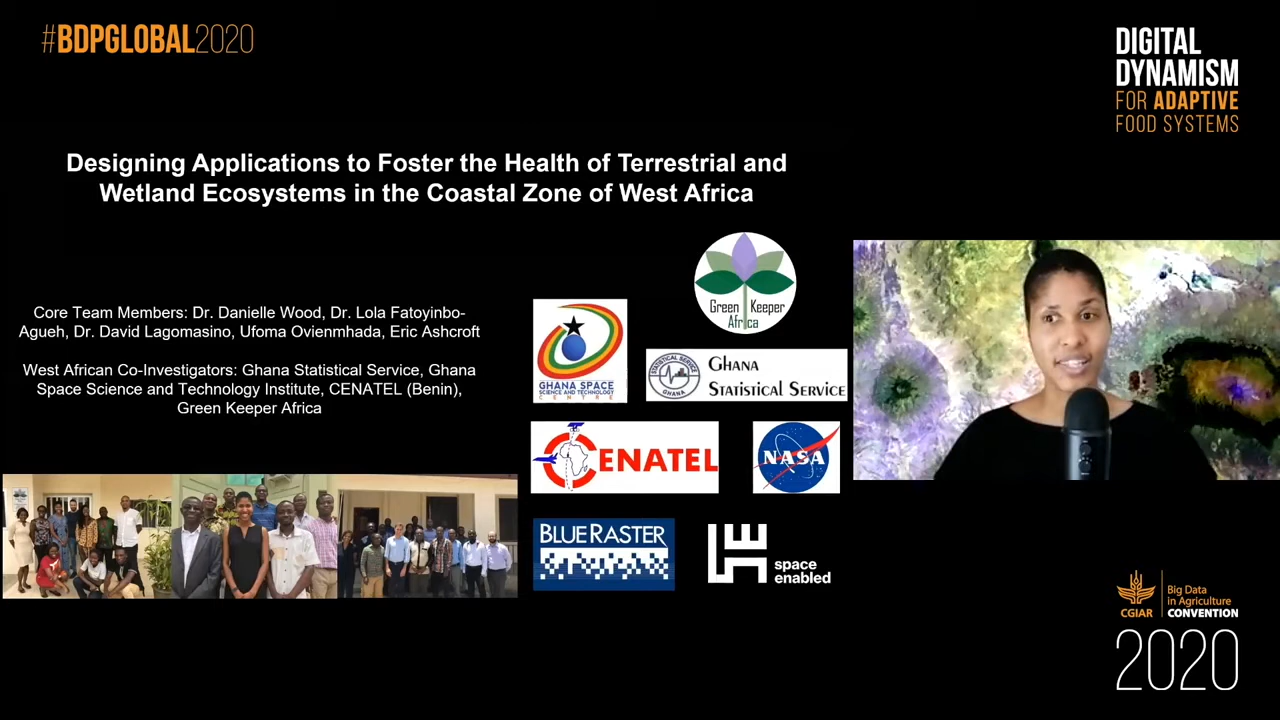 #BDPGLOBAL2020
DIGITAL
DYNAMISM
FOR ADAPTIVE
FOOD SYSTEMS
Designing Applications to Foster the Health of Terrestrial and
Wetland Ecosystems in the Coastal Zone of West Africa
Core Team Members: Dr. Danielle Wood, Dr. Lola Fatoyinbo-
Agueh, Dr. David Lagomasino, Ufoma Ovienmhada, Eric Ashcroft
West African Co-Investigators: Ghana Statistical Service, Ghana
Space Science and Technology Institute, CENATEL (Benin),
Green Keeper Africa
Green Keeper
Africa
GHANA SPACE
SCIENCE AND TECHNOLOGY
CENTRE
STATISTICAL SERVICE
GHANA
GHANA
STATISTICAL SERVICE
CENATEL
NASA
BLUE RASTER
space
enabled
CGIAR
Big Data
in Agriculture
CONVENTION
2020